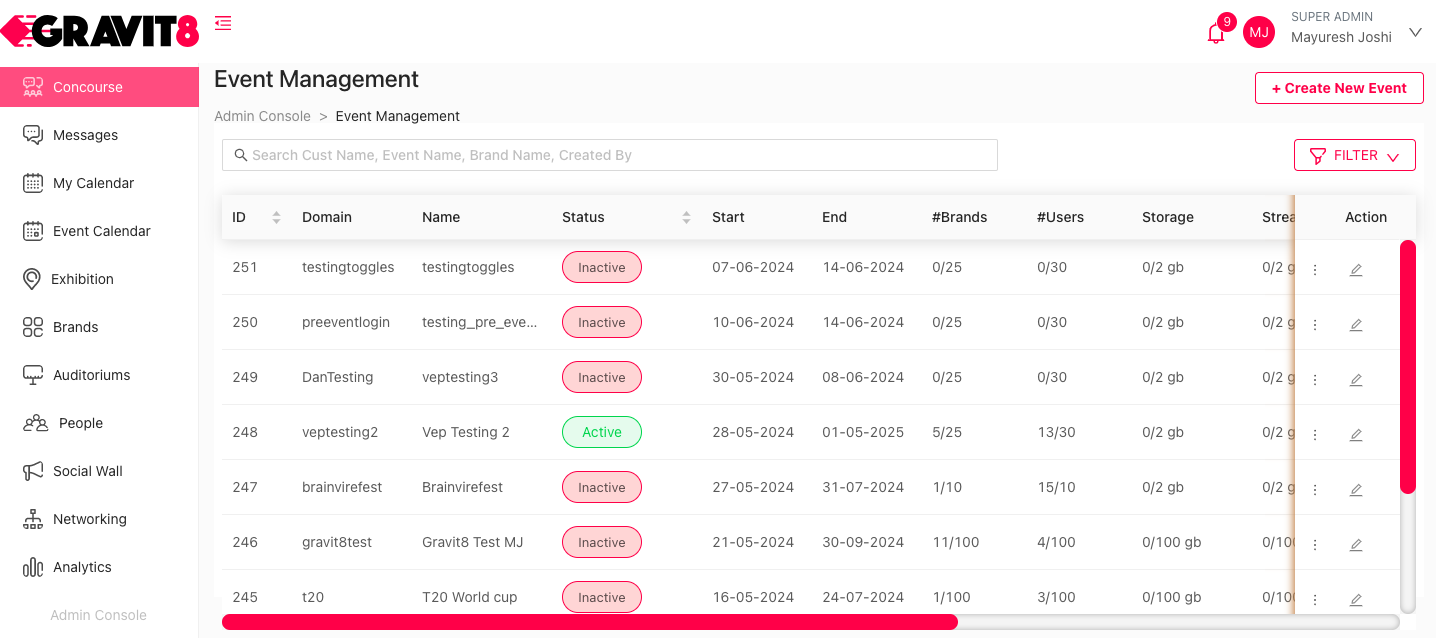 GRAVIT8
9
MJ
SUPER ADMIN
Mayuresh Joshi
Concourse
Messages
My Calendar
Event Calendar
Exhibition
Brands
Auditoriums
People
Social Wall
Networking
Analytics
Admin Console
Event Management
+ Create New Event
Admin Console > Event Management
Search Cust Name, Event Name, Brand Name, Created By
FILTER
ID Domain Name Status Start End #Brands #Users Storage Strea Action
251 testingtoggles testingtoggles Inactive 07-06-2024 14-06-2024 0/25 0/30 0/2 gb 0/2 g
250 preeventlogin testing_pre_eve... Inactive 10-06-2024 14-06-2024 0/25 0/30 0/2 gb 0/2 g
249 DanTesting veptesting3 Inactive 30-05-2024 08-06-2024 0/25 0/30 0/2 gb 0/2 g
248 veptesting2 Vep Testing 2 Active 28-05-2024 01-05-2025 5/25 13/30 0/2 gb 0/2 g
247 brainvirefest Brainvirefest Inactive 27-05-2024 31-07-2024 1/10 15/10 0/2 gb 0/2 g
246 gravit8test Gravit8 Test MJ Inactive 21-05-2024 30-09-2024 11/100 4/100 0/100 gb 0/100
245 t20 T20 World cup Inactive 16-05-2024 24-07-2024 1/100 3/100 0/100 gb 0/100